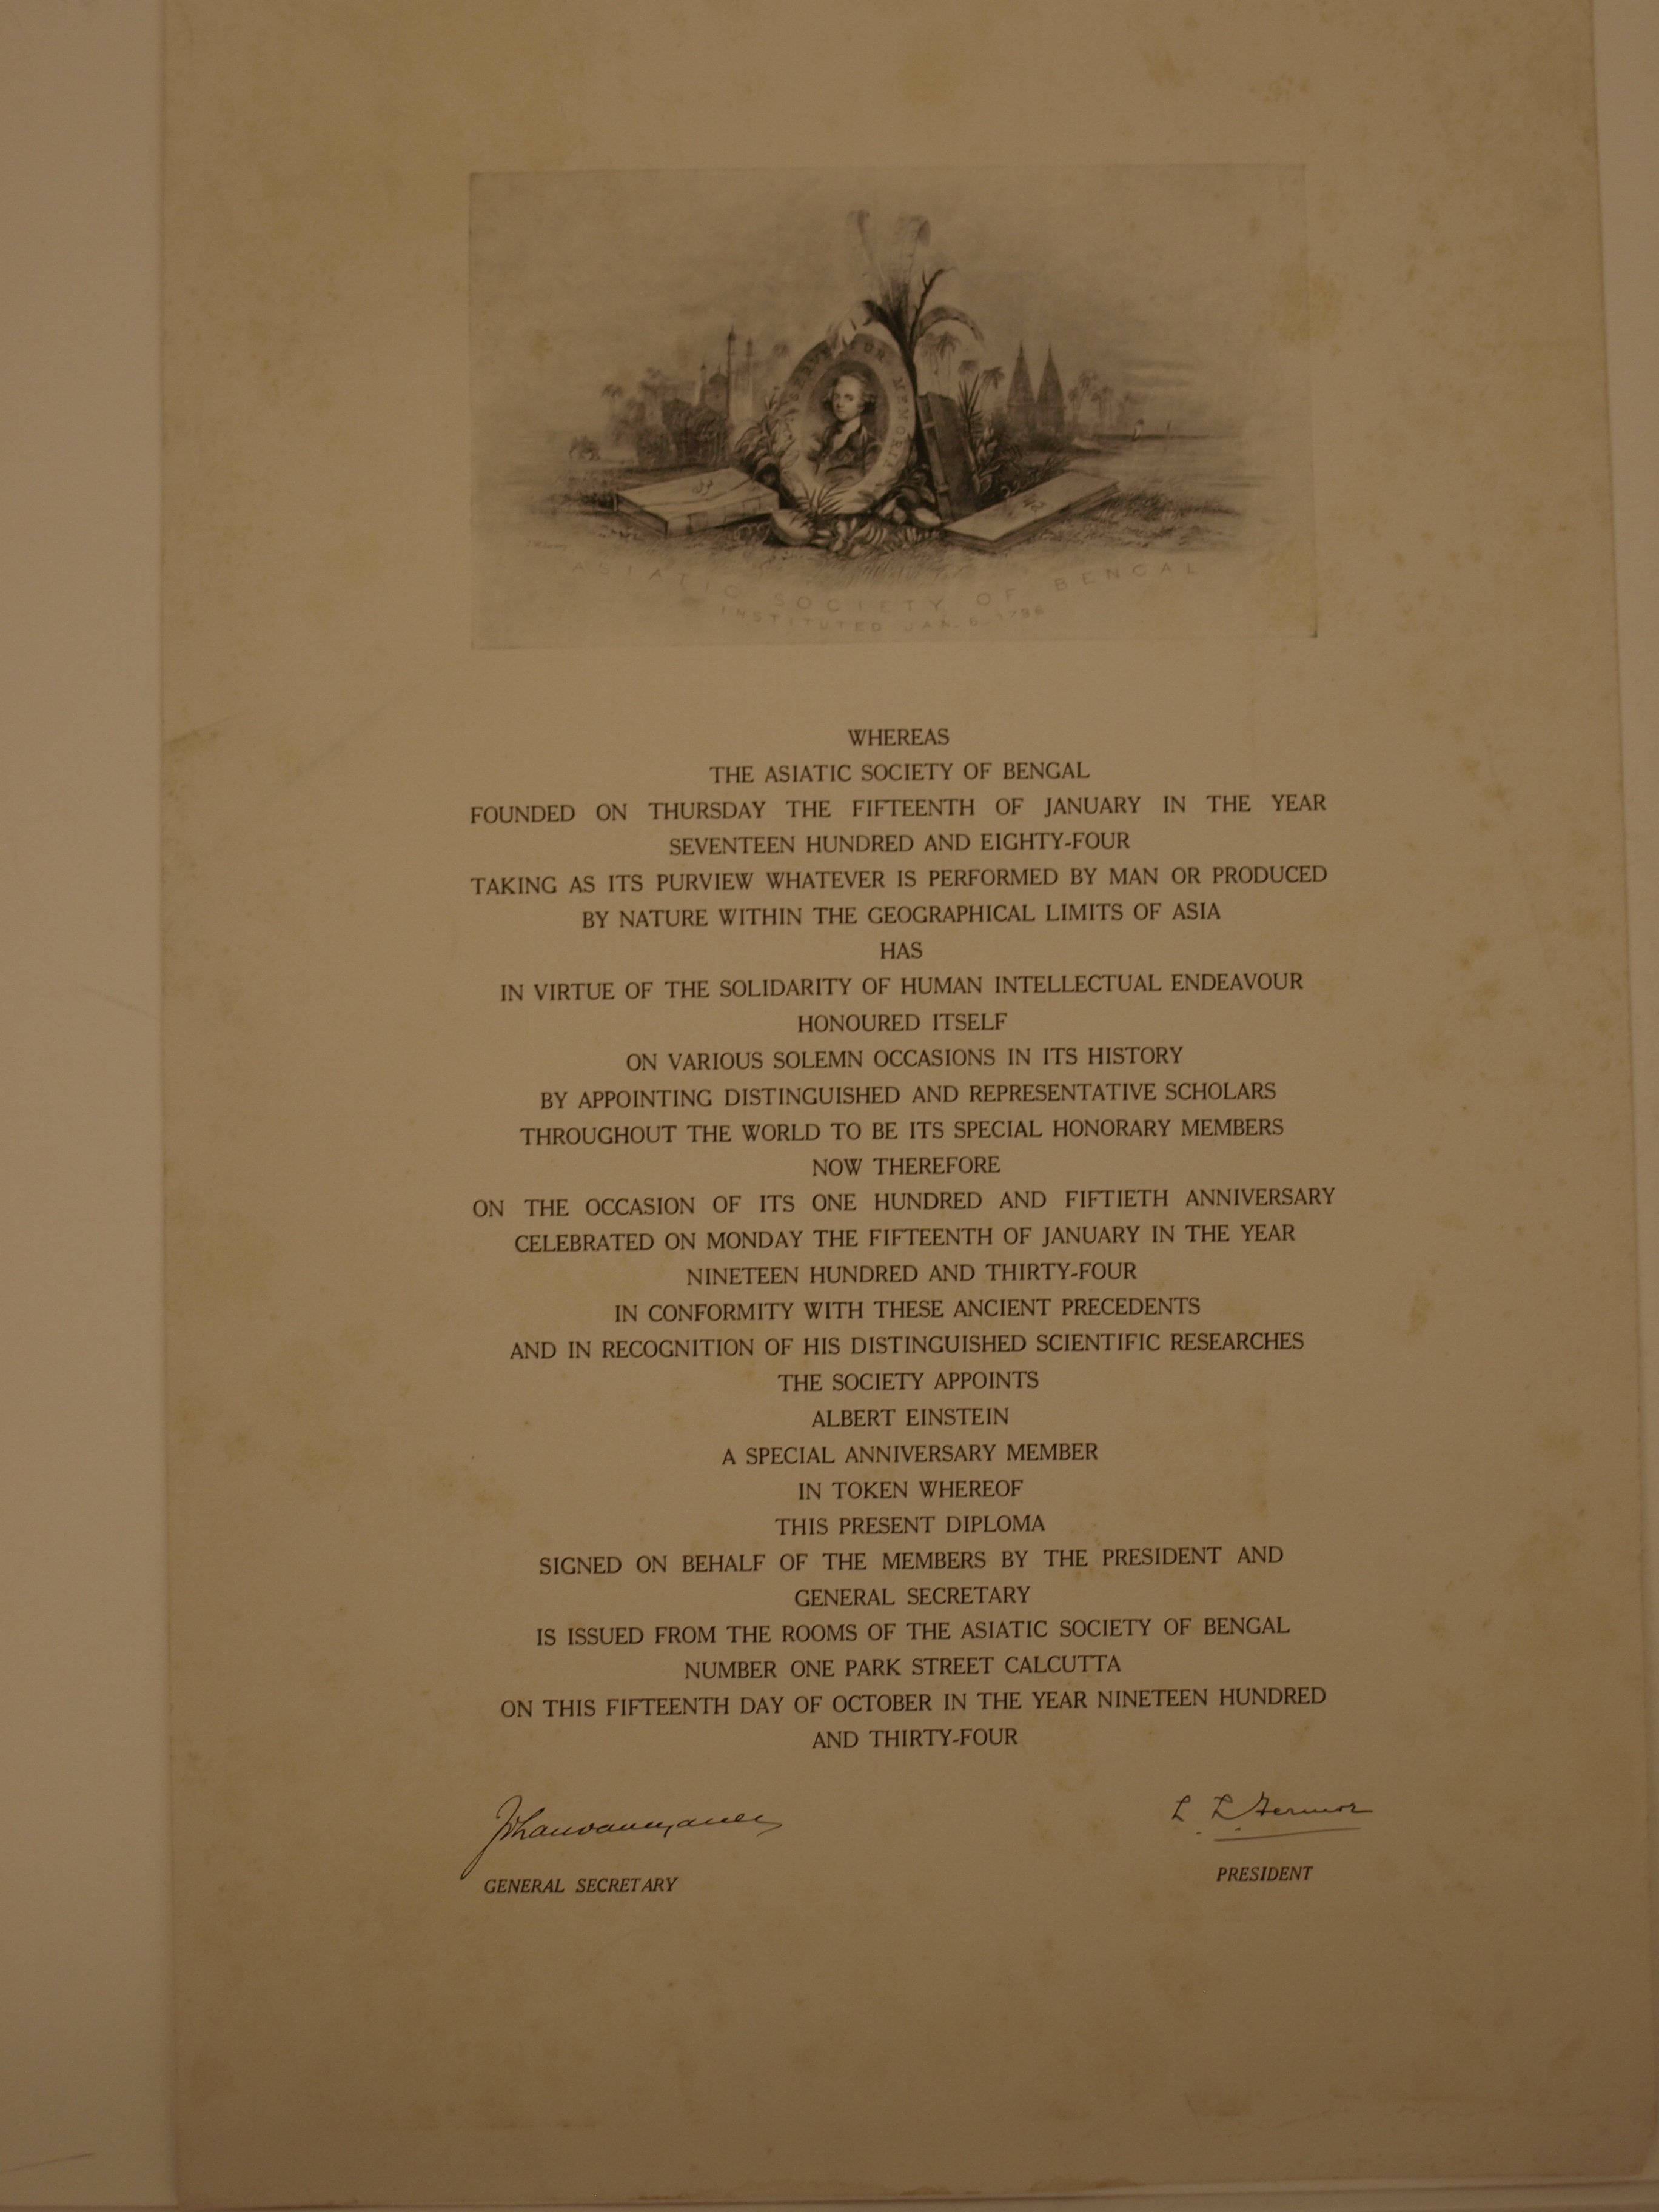 SERVA TUR MEMORIA
ASIATIC SOCIETY OF BENGAL
INSTITUTED JAN.
WHEREAS
THE ASIATIC SOCIETY OF BENGAL
FOUNDED ON THURSDAY THE FIFTEENTH OF JANUARY IN THE YEAR
SEVENTEEN HUNDRED AND EIGHTY-FOUR
TAKING AS ITS PURVIEW WHATEVER IS PERFORMED BY MAN OR PRODUCED
BY NATURE WITHIN THE GEOGRAPHICAL LIMITS OF ASIA
HAS
IN VIRTUE OF THE SOLIDARITY OF HUMAN INTELLECTUAL ENDEAVOUR
HONOURED ITSELF
ON VARIOUS SOLEMN OCCASIONS IN ITS HISTORY
BY APPOINTING DISTINGUISHED AND REPRESENTATIVE SCHOLARS
THROUGHOUT THE WORLD TO BE ITS SPECIAL HONORARY MEMBERS
NOW THEREFORE
ON THE OCCASION OF ITS ONE HUNDRED AND FIFTIETH ANNIVERSARY
CELEBRATED ON MONDAY THE FIFTEENTH OF JANUARY IN THE YEAR
NINETEEN HUNDRED AND THIRTY-FOUR
IN CONFORMITY WITH THESE ANCIENT PRECEDENTS
AND IN RECOGNITION OF HIS DISTINGUISHED SCIENTIFIC RESEARCHES
THE SOCIETY APPOINTS
ALBERT EINSTEIN
A SPECIAL ANNIVERSARY MEMBER
IN TOKEN WHEREOF
THIS PRESENT DIPLOMA
SIGNED ON BEHALF OF THE MEMBERS BY THE PRESIDENT AND
GENERAL SECRETARY
IS ISSUED FROM THE ROOMS OF THE ASIATIC SOCIETY OF BENGAL
NUMBER ONE PARK STREET CALCUTTA
ON THIS FIFTEENTH DAY OF OCTOBER IN THE YEAR NINETEEN HUNDRED
AND THIRTY-FOUR
Johan van Manen
L. L. Fermor
GENERAL SECRETARY
PRESIDENT